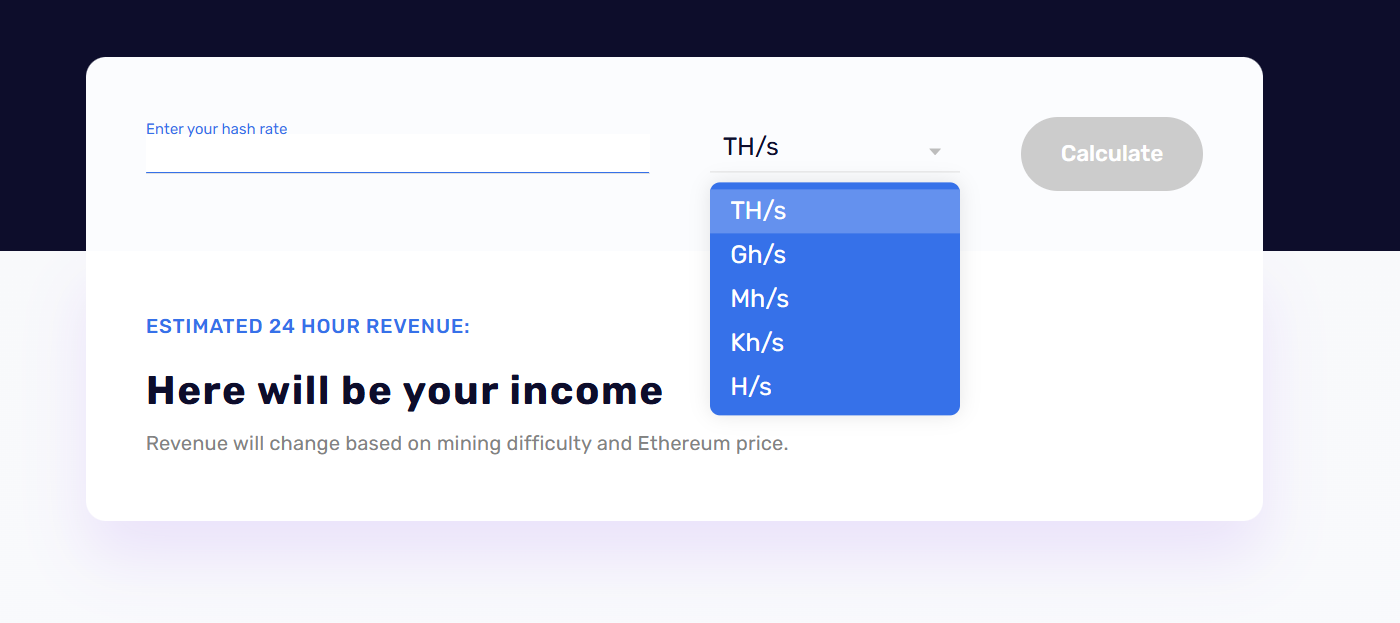 Enter your hash rate
TH/s
Calculate
TH/s
Gh/s
Mh/s
Kh/s
H/s
ESTIMATED 24 HOUR REVENUE:
Here will be your income
Revenue will change based on mining difficulty and Ethereum price.